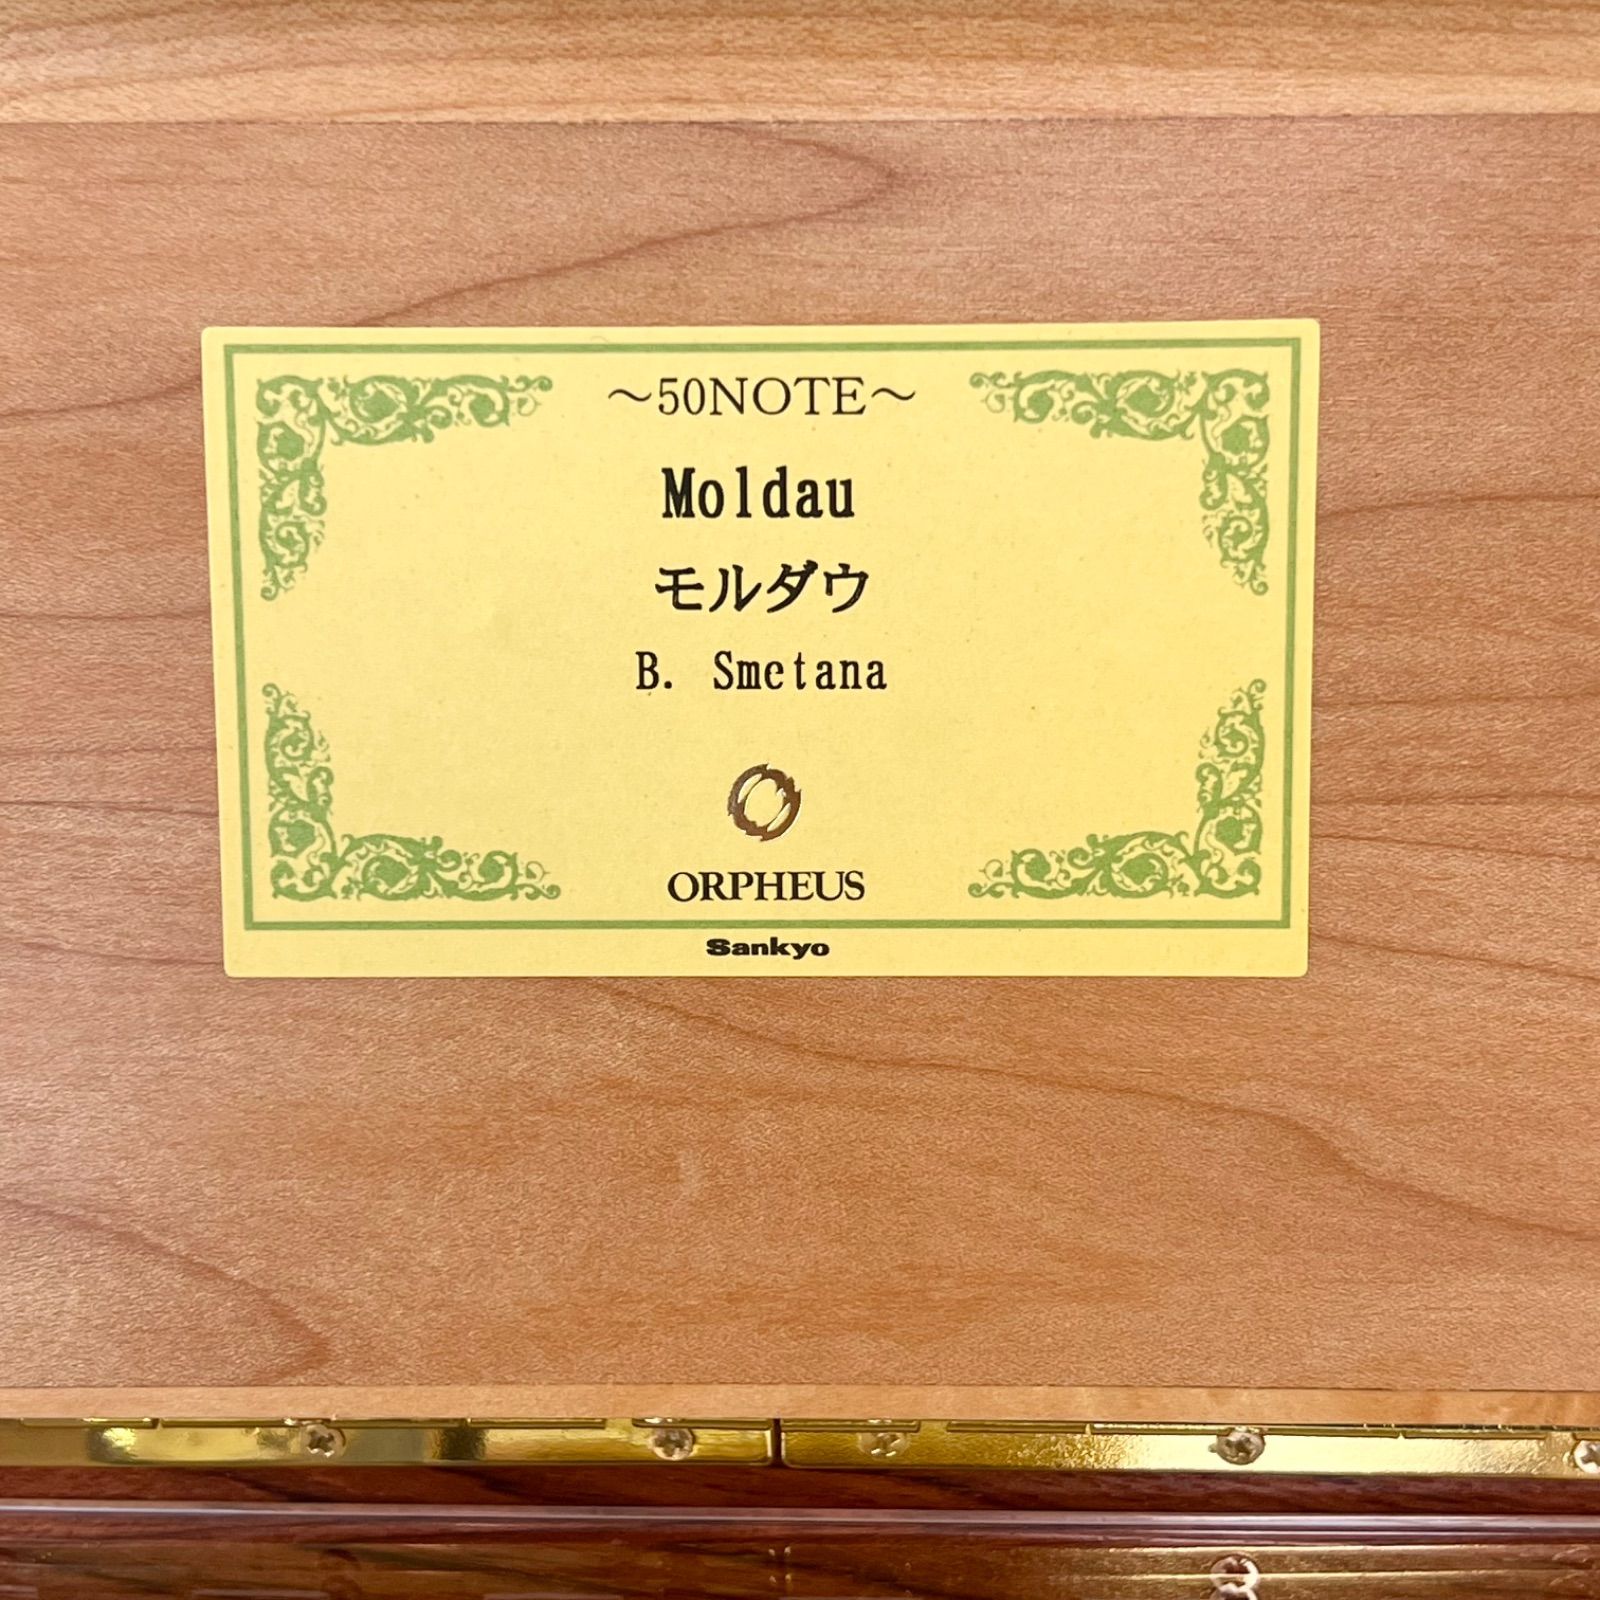 ～50NOTE～
Moldau
モルダウ
B. Smetana
ORPHEUS
Sankyo